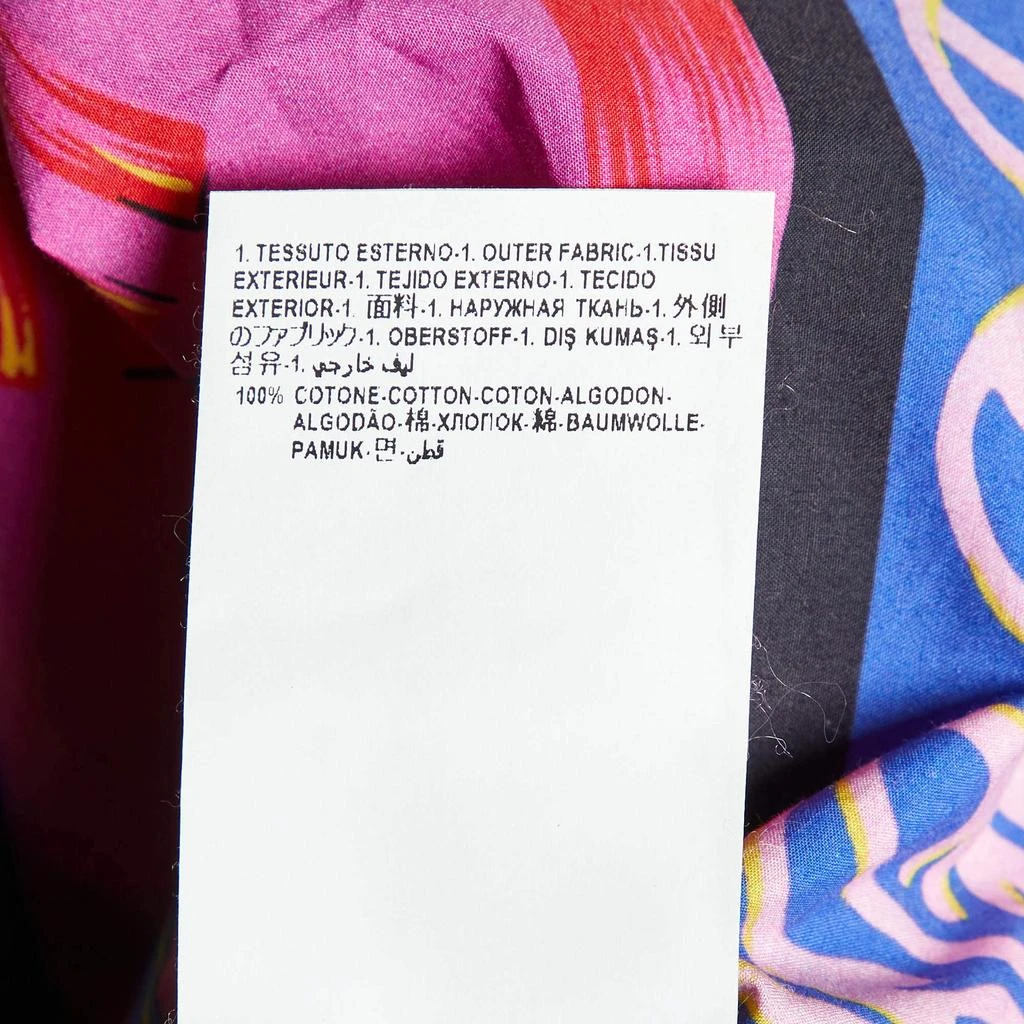 1. TESSUTO ESTERNO-1. OUTER FABRIC-1.TISSU
EXTERIEUR-1. TEJIDO EXTERNO-1. TECIDO
EXTERIOR-1. 面料-1. НАРУЖНАЯ ТКАНЬ-1. 外側
のファブリック-1. OBERSTOFF-1. DIŞ KUMAŞ-1. 외부
섬유-1. ليف خارجي
100% COTONE-COTTON-COTON-ALGODON-
ALGODÃO-棉-ХЛОПОК-綿-BAUMWOLLE-
PAMUK-면-قطن